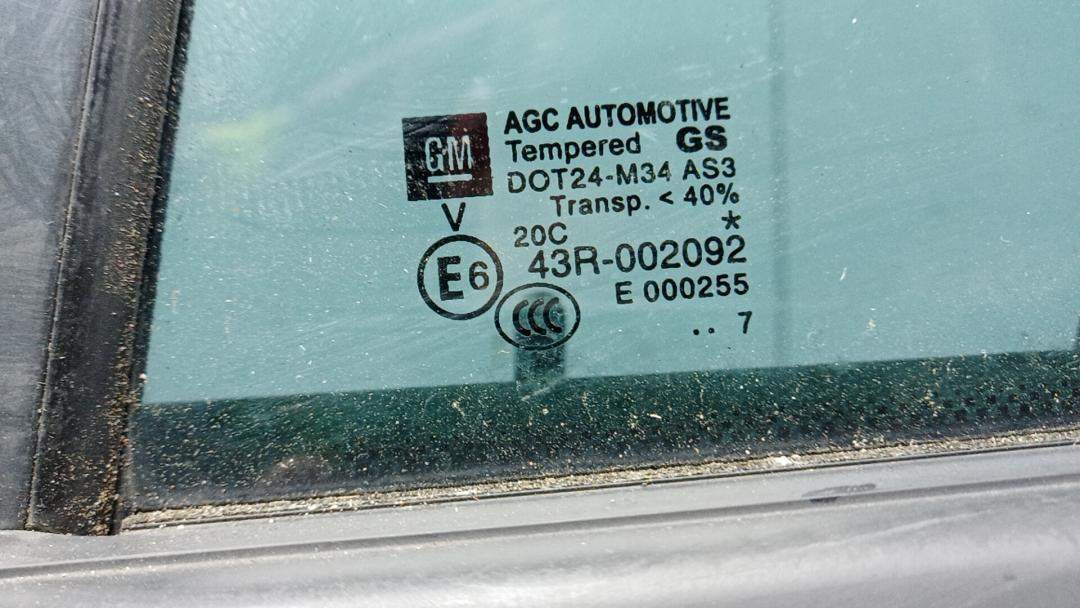 GM
AGC AUTOMOTIVE
Tempered GS
DOT24-M34 AS3
Transp. < 40%
V
20C *
E6 43R-002092
E 000255
CCC
.. 7